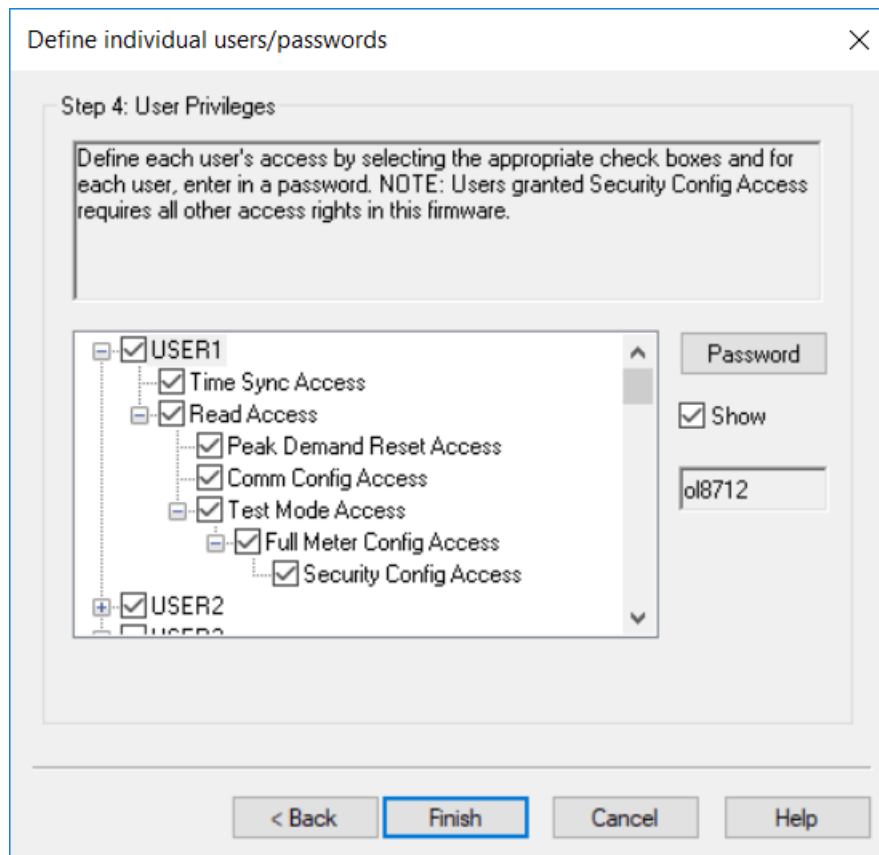 Define individual users/passwords
Step 4: User Privileges
Define each user's access by selecting the appropriate check boxes and for
each user, enter in a password. NOTE: Users granted Security Config Access
requires all other access rights in this firmware.
USER1
Password
Time Sync Access
Read Access
Show
Peak Demand Reset Access
Comm Config Access
ol8712
Test Mode Access
Full Meter Config Access
Security Config Access
USER2
< Back
Finish
Cancel
Help